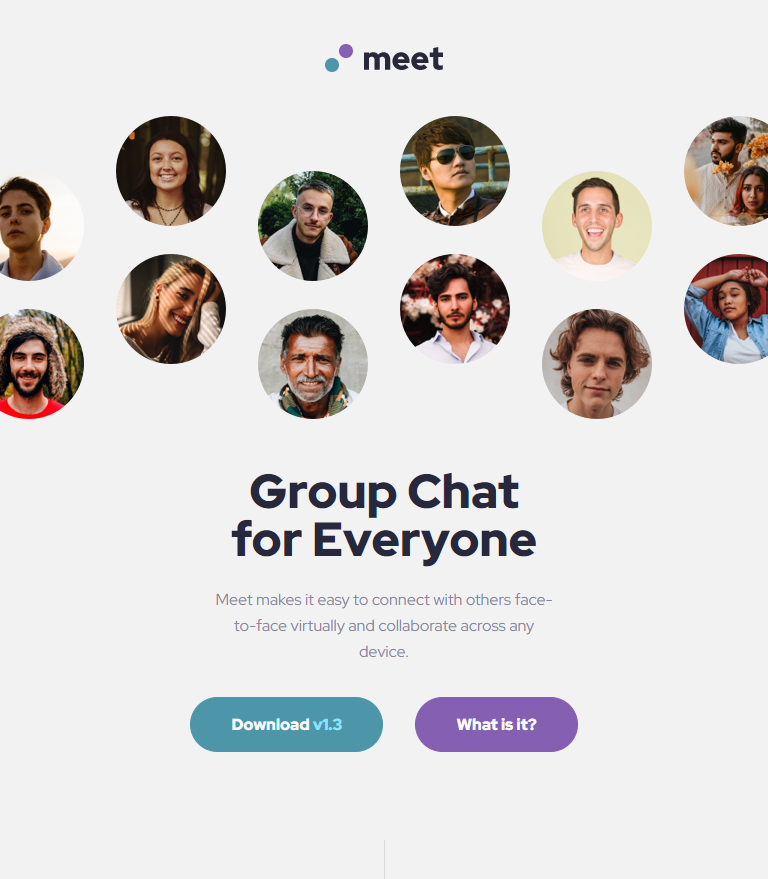 meet
Group Chat
for Everyone
Meet makes it easy to connect with others face-
to-face virtually and collaborate across any
device.
Download v1.3
What is it?